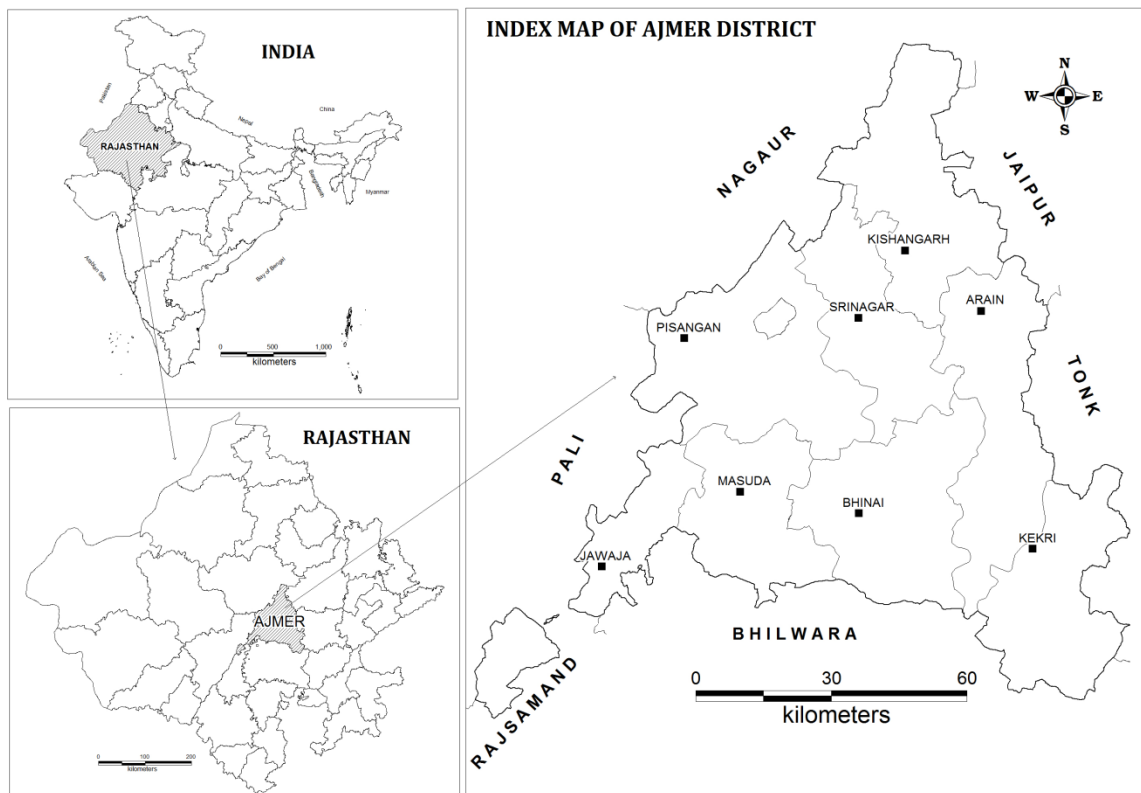 INDIA
Pakistan
China
Nepal
RAJASTHAN
Bangladesh
Myanmar
Arabian Sea
Bay of Bengal
0 500 1,000
kilometers
RAJASTHAN
AJMER
0 100 200
kilometers
INDEX MAP OF AJMER DISTRICT
N
W E
S
NAGAUR
JAIPUR
KISHANGARH
SRINAGAR
ARAIN
PISANGAN
TONK
PALI
MASUDA
BHINAI
KEKRI
JAWAJA
BHILWARA
RAJSAMAND
0 30 60
kilometers